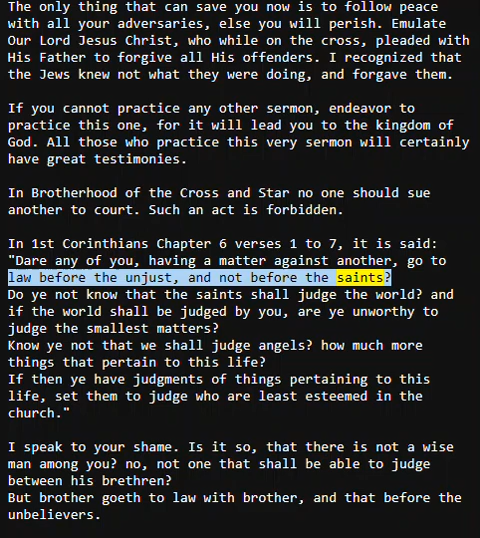 The only thing that can save you now is to follow peace
with all your adversaries, else you will perish. Emulate
Our Lord Jesus Christ, who while on the cross, pleaded with
His Father to forgive all His offenders. I recognized that
the Jews knew not what they were doing, and forgave them.
If you cannot practice any other sermon, endeavor to
practice this one, for it will lead you to the kingdom of
God. All those who practice this very sermon will certainly
have great testimonies.
In Brotherhood of the Cross and Star no one should sue
another to court. Such an act is forbidden.
In 1st Corinthians Chapter 6 verses 1 to 7, it is said:
"Dare any of you, having a matter against another, go to
law before the unjust, and not before the saints?
Do ye not know that the saints shall judge the world? and
if the world shall be judged by you, are ye unworthy to
judge the smallest matters?
Know ye not that we shall judge angels? how much more
things that pertain to this life?
If then ye have judgments of things pertaining to this
life, set them to judge who are least esteemed in the
church."
I speak to your shame. Is it so, that there is not a wise
man among you? no, not one that shall be able to judge
between his brethren?
But brother goeth to law with brother, and that before the
unbelievers.